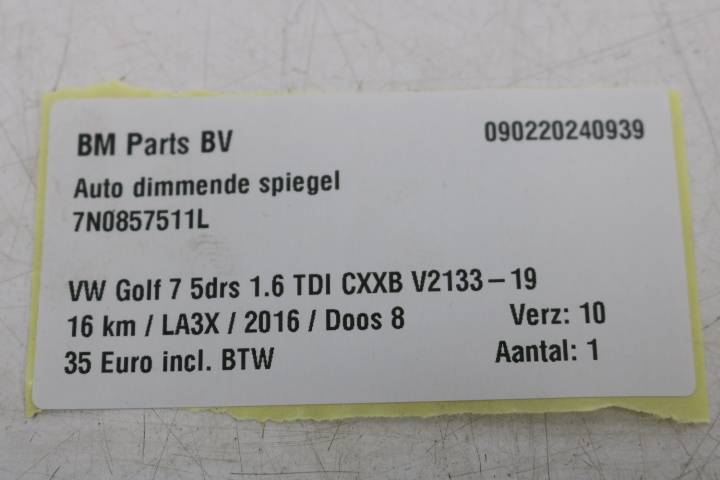 BM Parts BV 090220240939
Auto dimmende spiegel
7N0857511L
VW Golf 7 5drs 1.6 TDI CXXB V2133-19
16 km / LA3X / 2016 / Doos 8 Verz: 10
35 Euro incl. BTW Aantal: 1